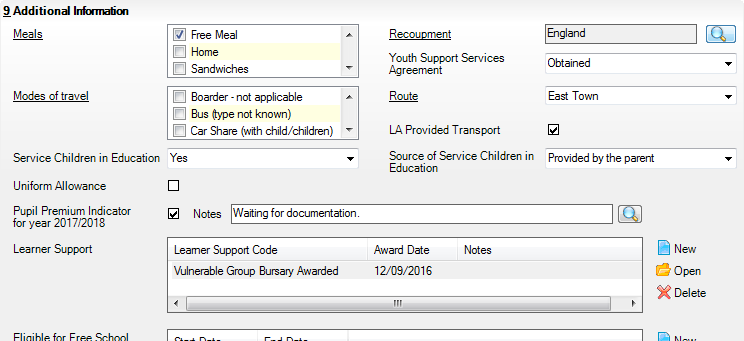 9 Additional Information
Meals
Free Meal
Home
Sandwiches
Recoupment
England
Youth Support Services
Agreement
Obtained
Modes of travel
Boarder - not applicable
Bus (type not known)
Car Share (with child/children)
Route
East Town
LA Provided Transport
Service Children in Education
Yes
Source of Service Children in
Education
Provided by the parent
Uniform Allowance
Pupil Premium Indicator
for year 2017/2018
Notes
Waiting for documentation.
Learner Support
Learner Support Code Award Date Notes
Vulnerable Group Bursary Awarded 12/09/2016
New
Open
Delete
Eligible for Free School
Start Date End Date
New